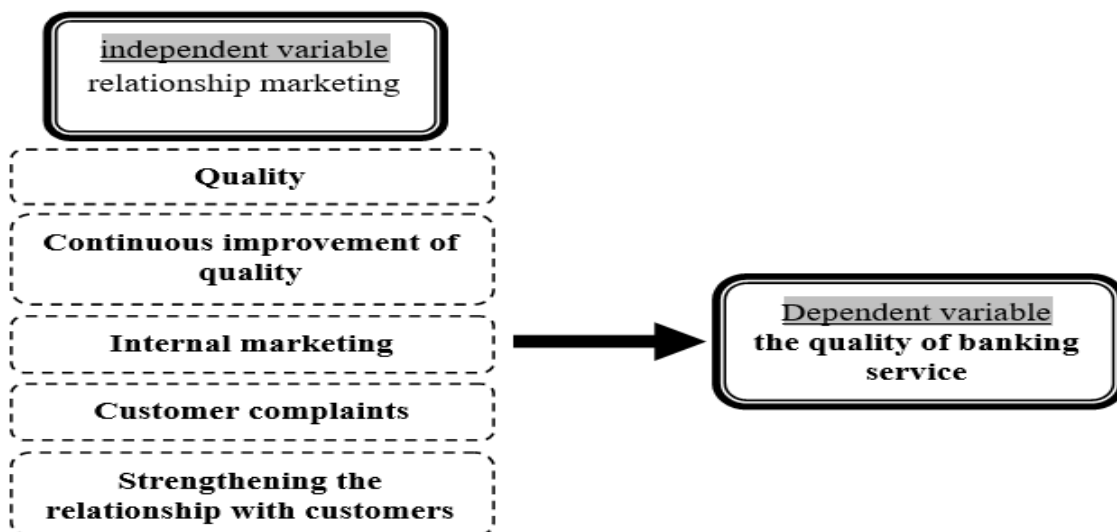 independent variable
relationship marketing
Quality
Continuous improvement of
quality
Internal marketing
Customer complaints
Strengthening the
relationship with customers
Dependent variable
the quality of banking
service